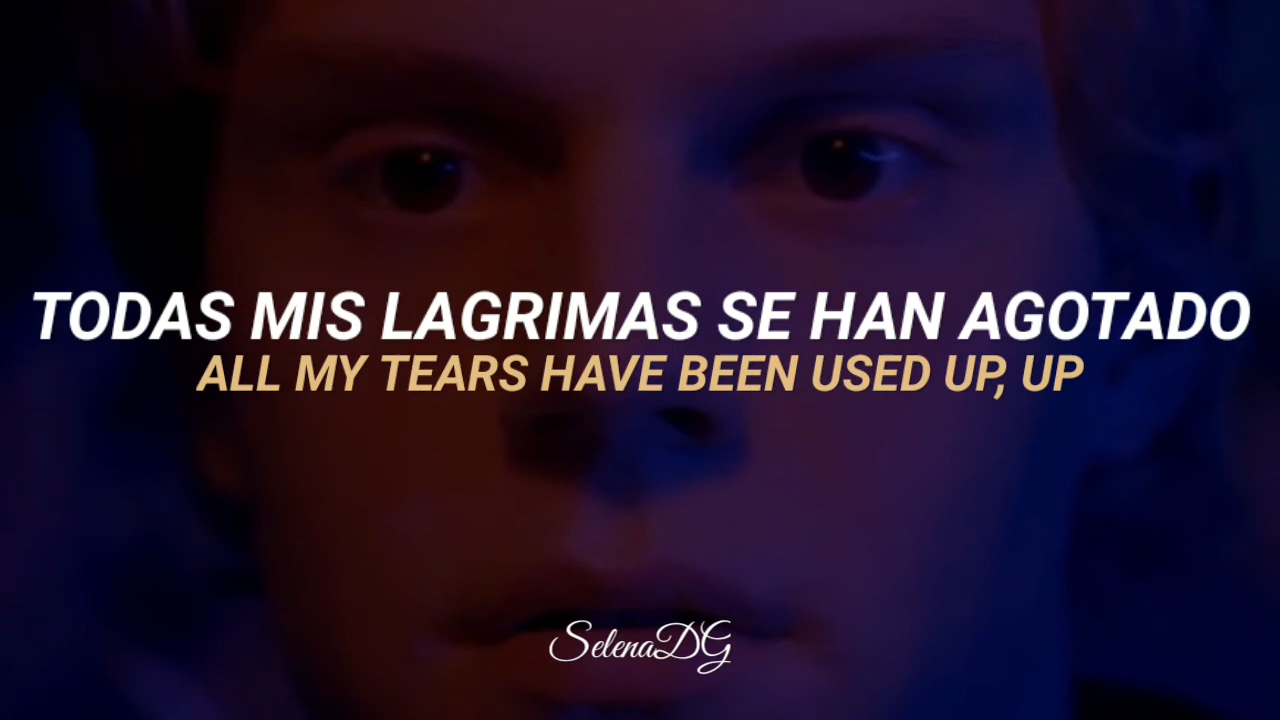 TODAS MIS LAGRIMAS SE HAN AGOTADO
ALL MY TEARS HAVE BEEN USED UP, UP
SelenaDG